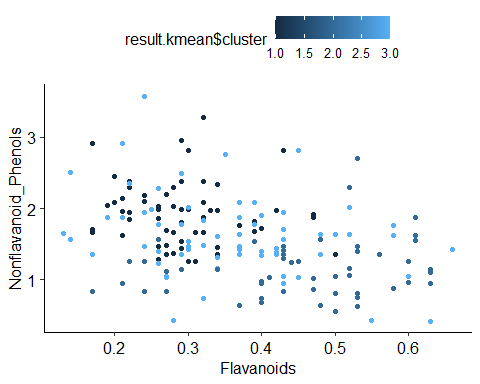 result.kmean$cluster
1.0 1.5 2.0 2.5 3.0
Nonflavanoid_Phenols
3
2
1
0.2 0.3 0.4 0.5 0.6
Flavanoids